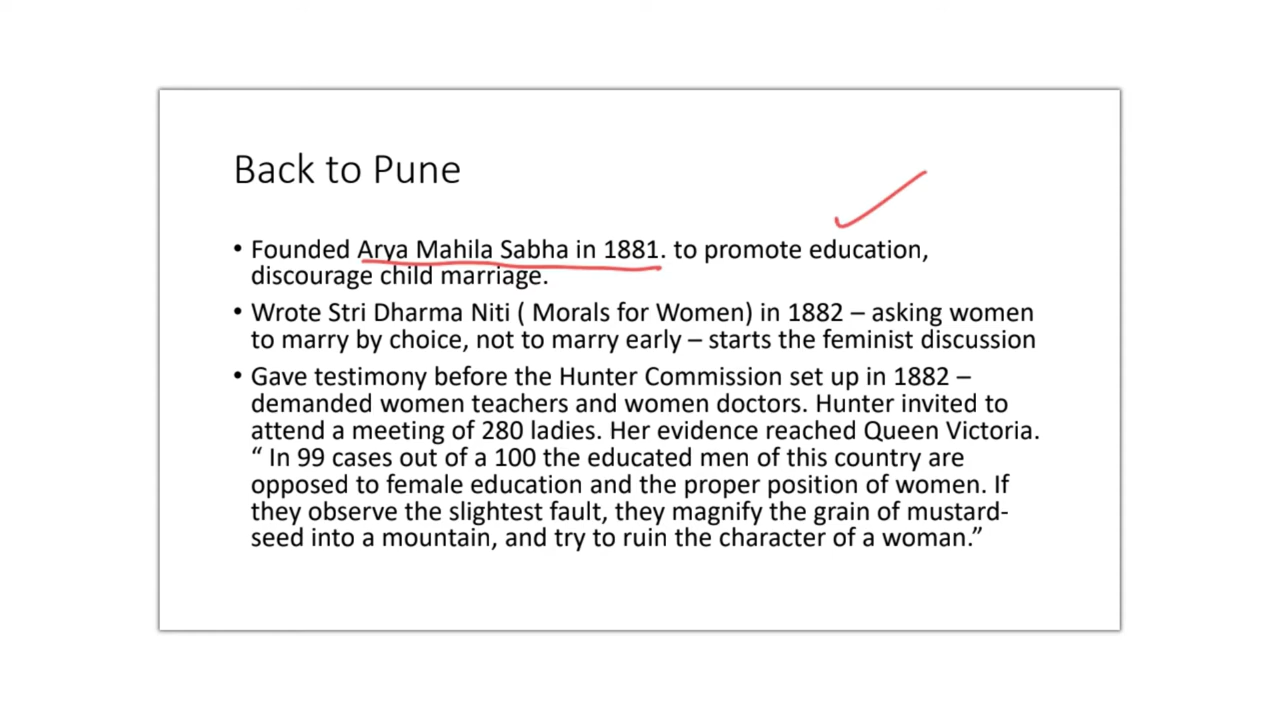 Back to Pune
• Founded Arya Mahila Sabha in 1881. to promote education,
discourage child marriage.
• Wrote Stri Dharma Niti ( Morals for Women) in 1882 – asking women
to marry by choice, not to marry early – starts the feminist discussion
• Gave testimony before the Hunter Commission set up in 1882 –
demanded women teachers and women doctors. Hunter invited to
attend a meeting of 280 ladies. Her evidence reached Queen Victoria.
“ In 99 cases out of a 100 the educated men of this country are
opposed to female education and the proper position of women. If
they observe the slightest fault, they magnify the grain of mustard-
seed into a mountain, and try to ruin the character of a woman.”